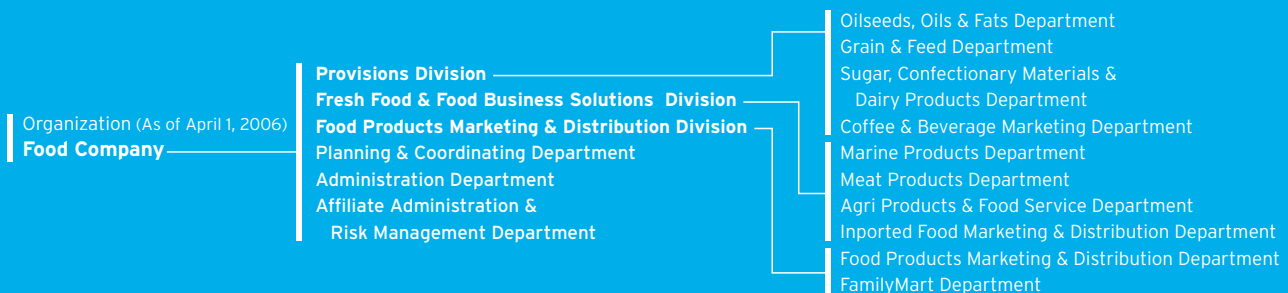 Organization (As of April 1, 2006)
Food Company
Provisions Division
Fresh Food & Food Business Solutions Division
Food Products Marketing & Distribution Division
Planning & Coordinating Department
Administration Department
Affiliate Administration &
Risk Management Department
Oilseeds, Oils & Fats Department
Grain & Feed Department
Sugar, Confectionary Materials &
Dairy Products Department
Coffee & Beverage Marketing Department
Marine Products Department
Meat Products Department
Agri Products & Food Service Department
Inported Food Marketing & Distribution Department
Food Products Marketing & Distribution Department
FamilyMart Department